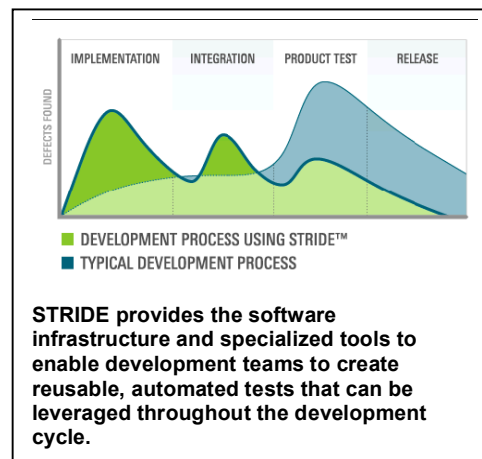 IMPLEMENTATION INTEGRATION PRODUCT TEST RELEASE
DEFECTS FOUND
DEVELOPMENT PROCESS USING STRIDE™
TYPICAL DEVELOPMENT PROCESS
STRIDE provides the software
infrastructure and specialized tools to
enable development teams to create
reusable, automated tests that can be
leveraged throughout the development
cycle.